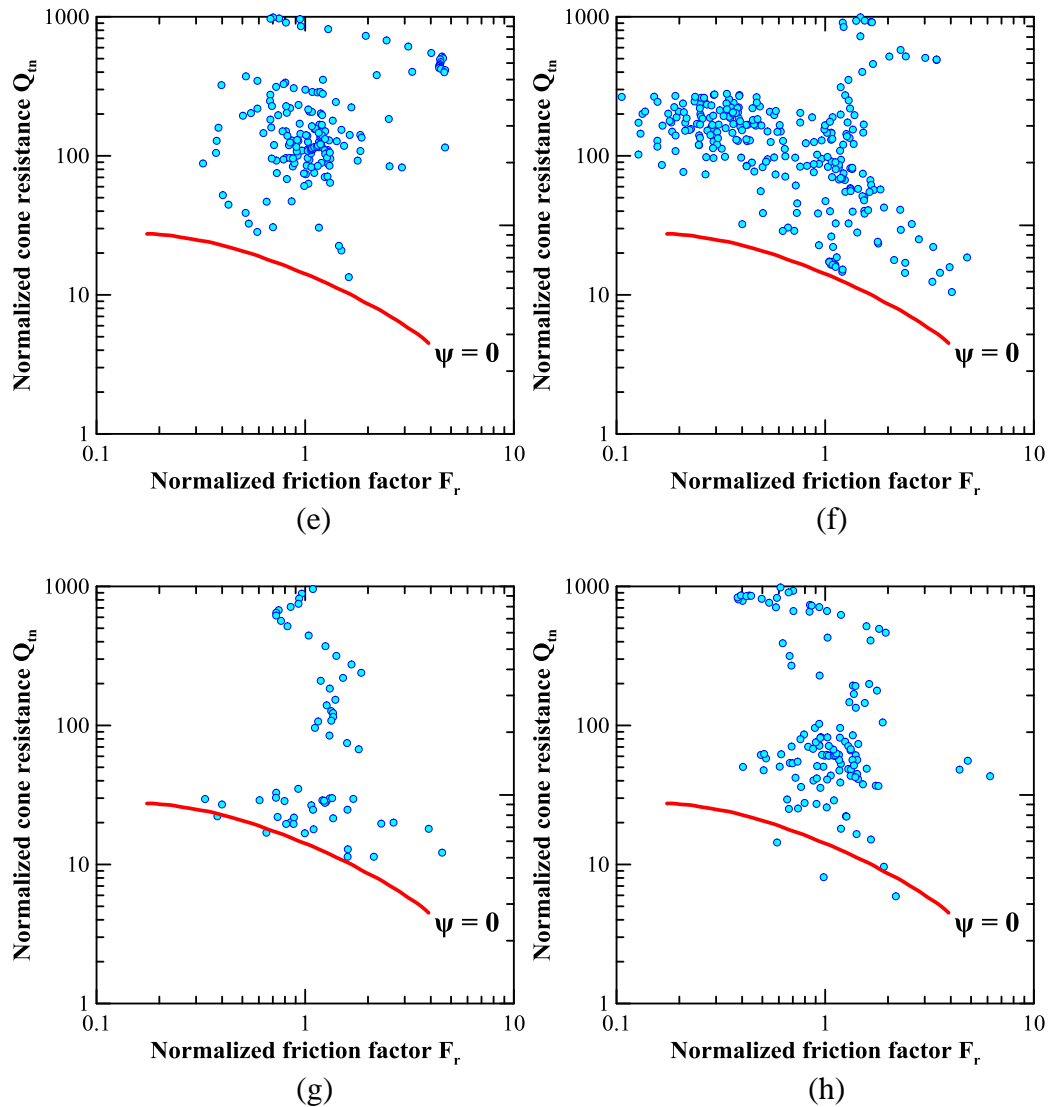 Normalized cone resistance Qtn
1000
100
10
1
0.1
1
10
ψ = 0
Normalized friction factor Fr
(e)
Normalized cone resistance Qtn
1000
100
10
1
0.1
1
10
ψ = 0
Normalized friction factor Fr
(f)
Normalized cone resistance Qtn
1000
100
10
1
0.1
1
10
ψ = 0
Normalized friction factor Fr
(g)
Normalized cone resistance Qtn
1000
100
10
1
0.1
1
10
ψ = 0
Normalized friction factor Fr
(h)